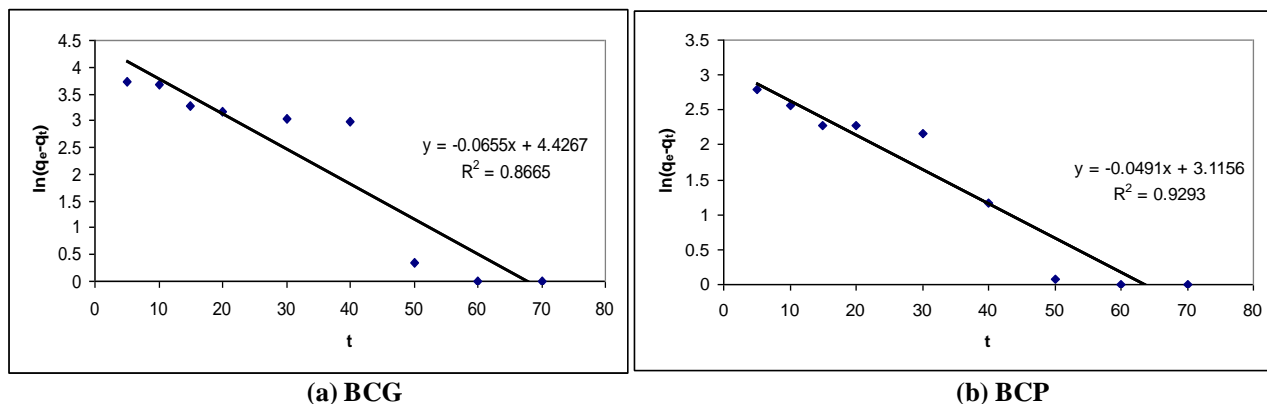 4.5
4
3.5
3
2.5
2
1.5
1
0.5
0
ln(qₑ-qₜ)
y = -0.0655x + 4.4267
R² = 0.8665
0 10 20 30 40 50 60 70 80
t
(a) BCG
3.5
3
2.5
2
1.5
1
0.5
0
ln(qₑ-qₜ)
y = -0.0491x + 3.1156
R² = 0.9293
0 10 20 30 40 50 60 70 80
t
(b) BCP